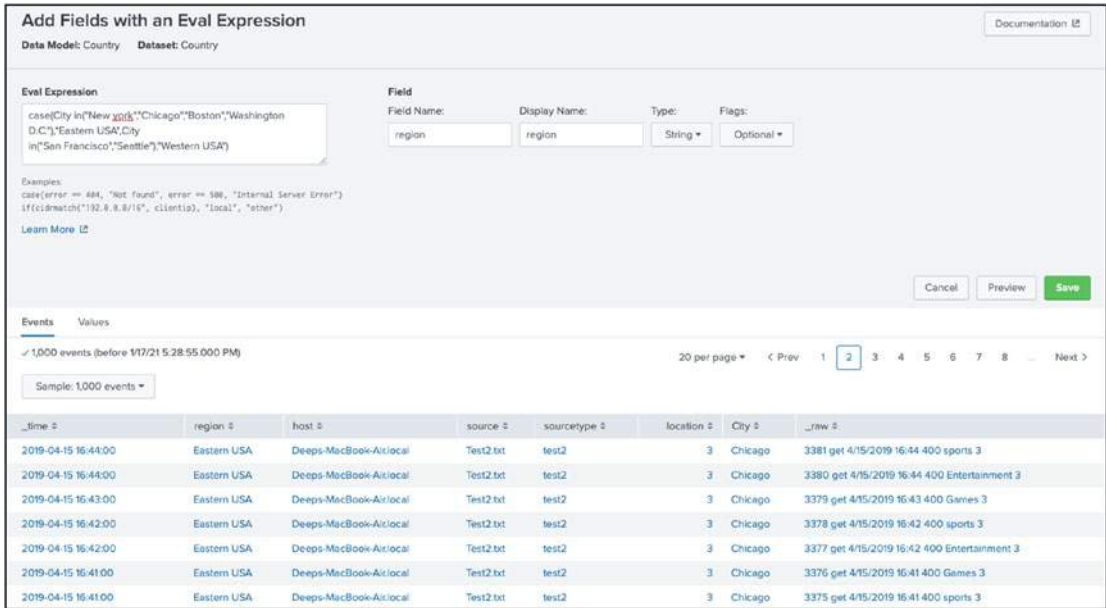 Add Fields with an Eval Expression
Documentation
Data Model: Country Dataset: Country
Eval Expression
Field
case(City in("New york","Chicago","Boston","Washington
D.C"),"Eastern USA",City
in("San Francisco","Seattle"),"Western USA")
Field Name: Display Name: Type: Flags:
region region String Optional
Examples:
case(error == 404, "Not found", error == 500, "Internal Server Error")
if(cidrmatch("192.0.0.0/16", clientip), "local", "other")
Learn More
Cancel Preview Save
Events Values
✓ 1,000 events (before 1/17/21 5:28:55.000 PM)
20 per page < Prev 1 2 3 4 5 6 7 8 ... Next >
Sample: 1,000 events
_time region host source sourcetype location City _raw
2019-04-15 16:44:00 Eastern USA Deeps-MacBook-Air.local Test2.txt test2 3 Chicago 3381 get 4/15/2019 16:44 400 sports 3
2019-04-15 16:44:00 Eastern USA Deeps-MacBook-Air.local Test2.txt test2 3 Chicago 3380 get 4/15/2019 16:44 400 Entertainment 3
2019-04-15 16:43:00 Eastern USA Deeps-MacBook-Air.local Test2.txt test2 3 Chicago 3379 get 4/15/2019 16:43 400 Games 3
2019-04-15 16:42:00 Eastern USA Deeps-MacBook-Air.local Test2.txt test2 3 Chicago 3378 get 4/15/2019 16:42 400 sports 3
2019-04-15 16:42:00 Eastern USA Deeps-MacBook-Air.local Test2.txt test2 3 Chicago 3377 get 4/15/2019 16:42 400 Entertainment 3
2019-04-15 16:41:00 Eastern USA Deeps-MacBook-Air.local Test2.txt test2 3 Chicago 3376 get 4/15/2019 16:41 400 Games 3
2019-04-15 16:41:00 Eastern USA Deeps-MacBook-Air.local Test2.txt test2 3 Chicago 3375 get 4/15/2019 16:41 400 sports 3